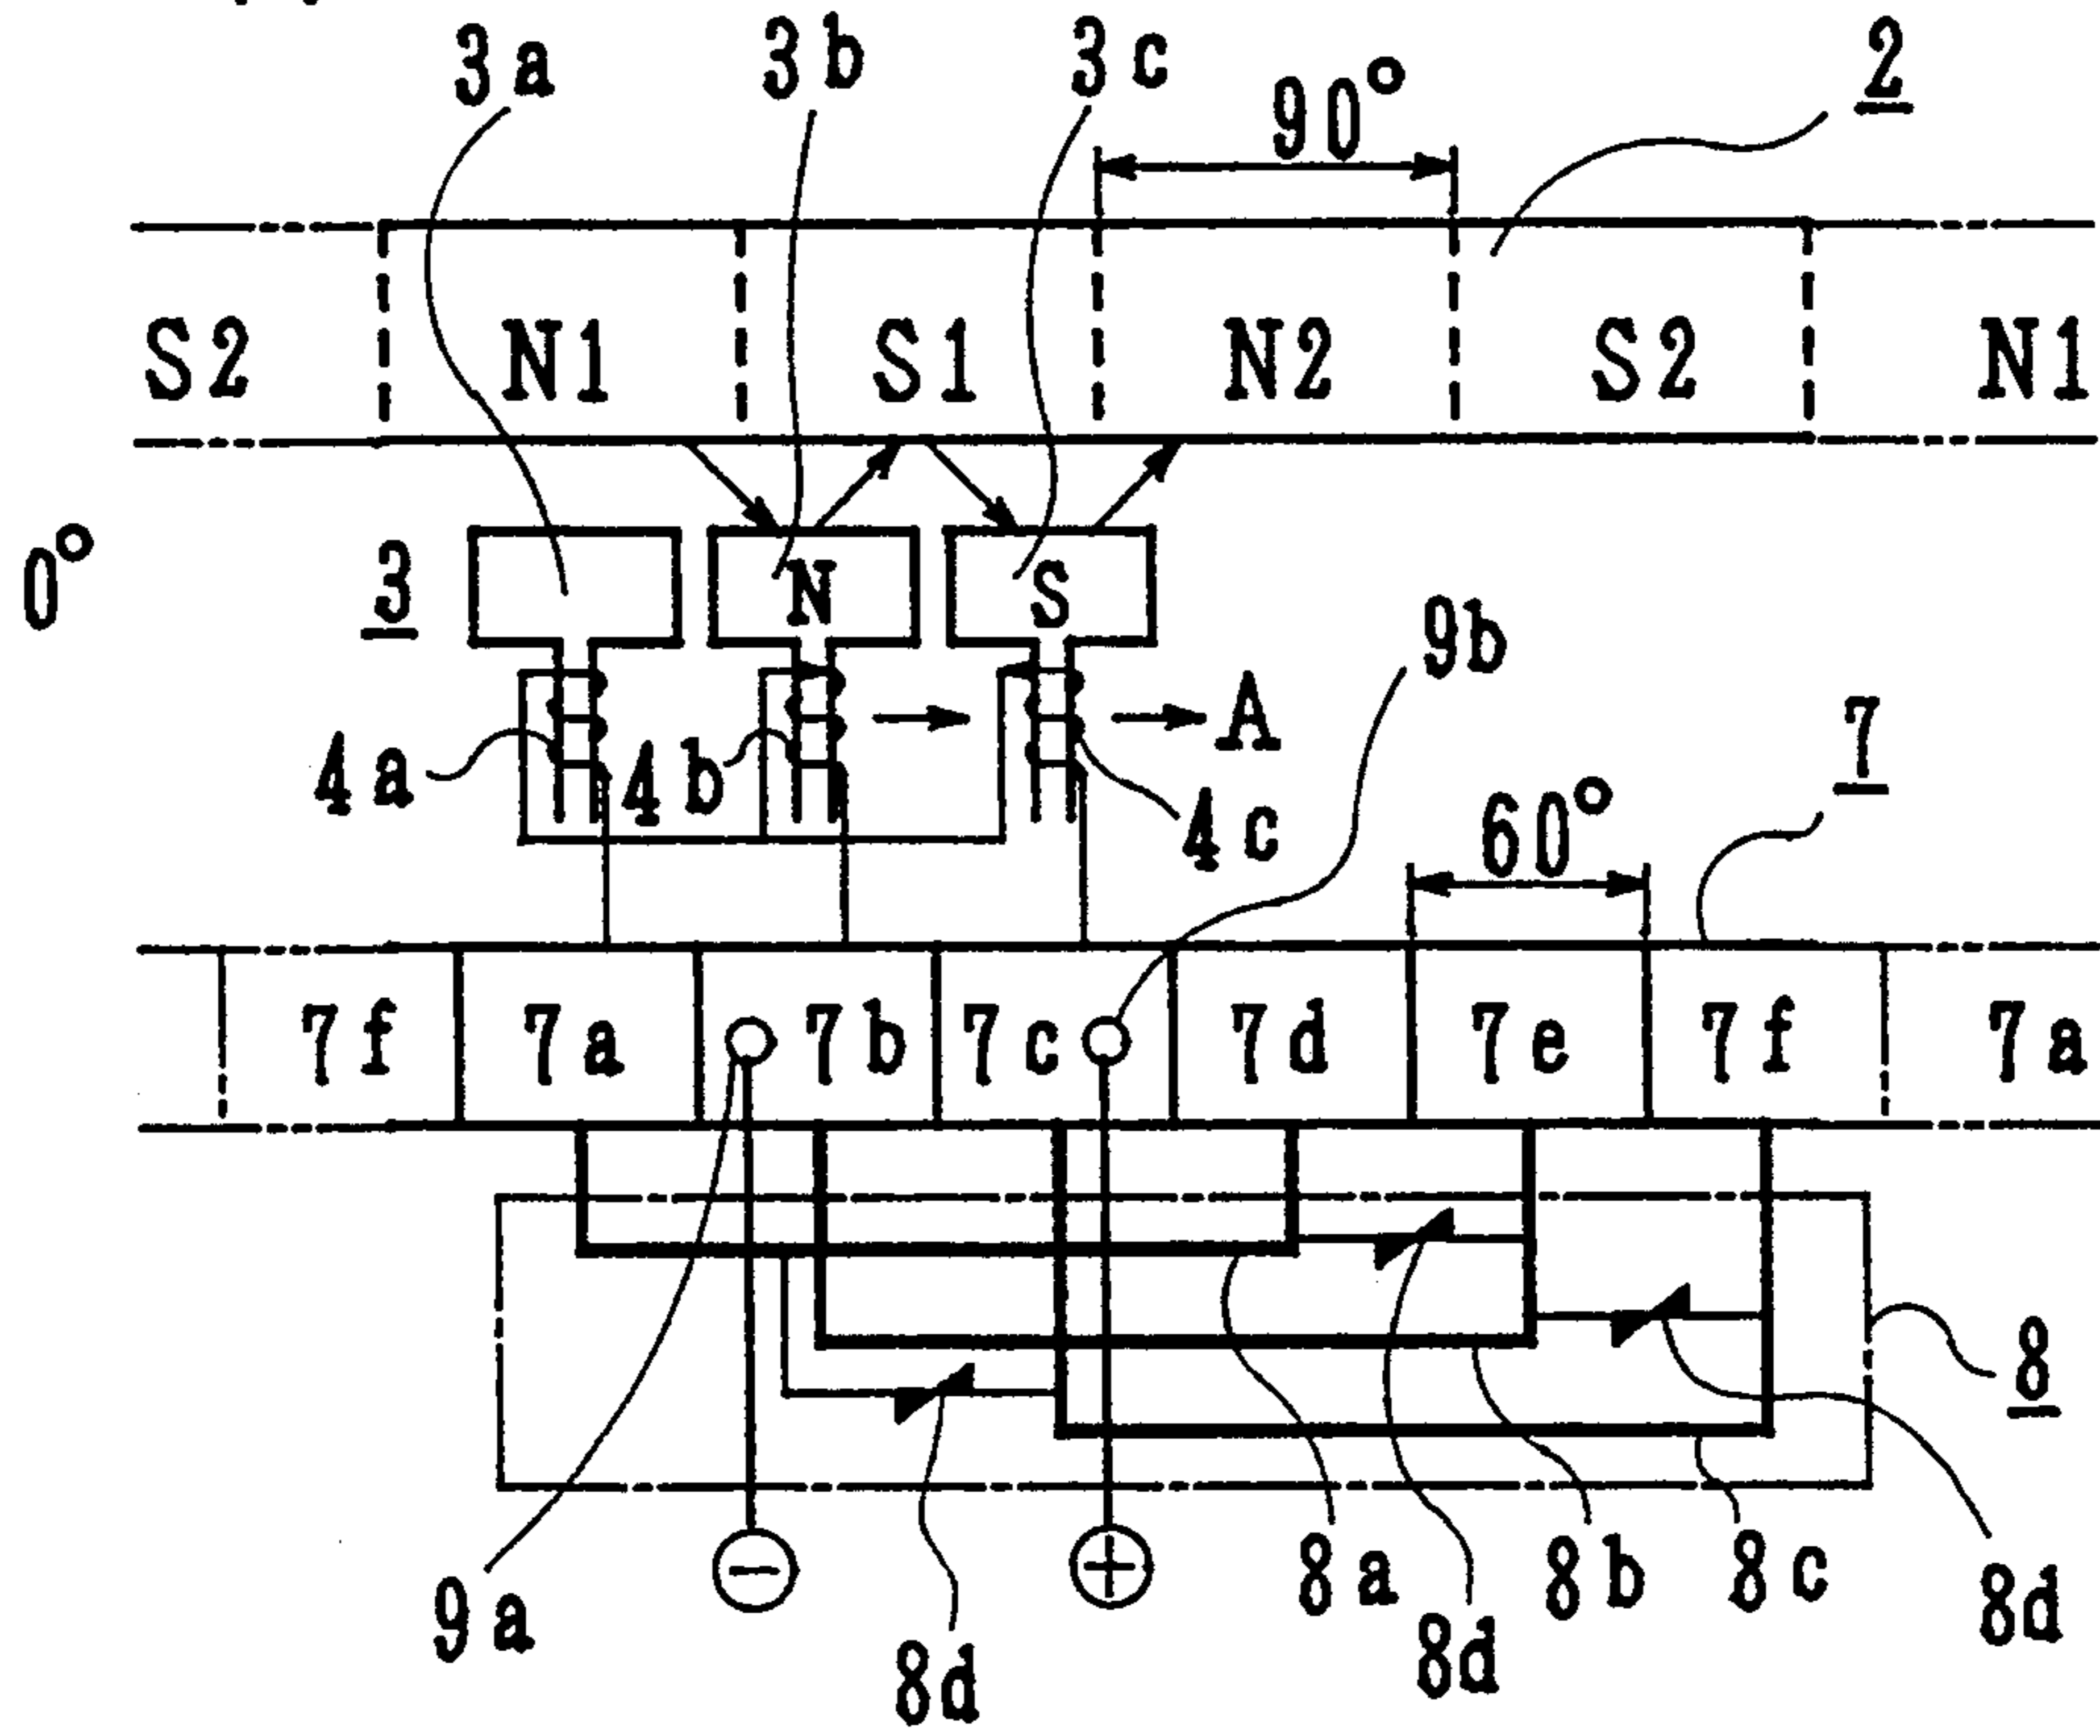 3a 3b 3c 90° 2
S2 N1 S1 N2 S2 N1
0° 3 N S
9b
A
7
4a 4b 4c 60°
7f 7a 7b 7c 7d 7e 7f 7a
8
− +
9a 8d 8a 8d 8b 8c 8d